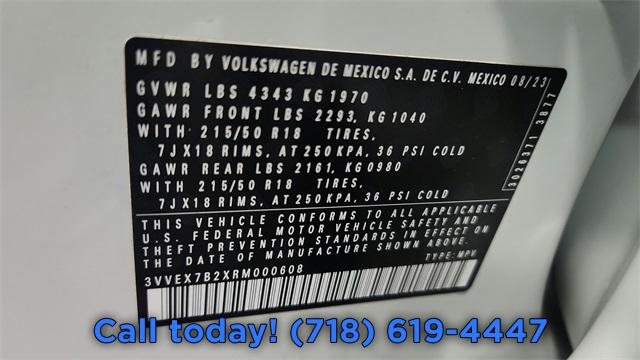 MFD BY VOLKSWAGEN DE MEXICO S.A. DE C.V. MEXICO 08/23
GVWR LBS 4343 KG 1970
GAWR FRONT LBS 2293, KG 1040
WITH 215/50 R18 TIRES,
7JX18 RIMS, AT 250 KPA, 36 PSI COLD
GAWR REAR LBS 2161, KG 0980
WITH 215/50 R18 TIRES,
7JX18 RIMS, AT 250 KPA, 36 PSI COLD
THIS VEHICLE CONFORMS TO ALL APPLICABLE
U.S. FEDERAL MOTOR VEHICLE SAFETY AND
THEFT PREVENTION STANDARDS IN EFFECT ON
THE DATE OF MANUFACTURE SHOWN ABOVE.
3VVEX7B2XRM000608 TYPE: MPV
3026371 3877
Call today! (718) 619-4447